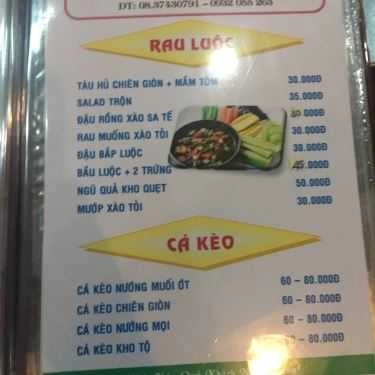 ĐT: 08.37430791 - 0932 055 265
RAU LUỘC
TÀU HỦ CHIÊN GIÒN + MẮM TÔM 30.000Đ
SALAD TRỘN 35.000Đ
ĐẬU RỒNG XÀO SA TẾ 30.000Đ
RAU MUỐNG XÀO TỎI 30.000Đ
ĐẬU BẮP LUỘC 30.000Đ
BẦU LUỘC + 2 TRỨNG 45.000Đ
NGŨ QUẢ KHO QUẸT 50.000Đ
MƯỚP XÀO TỎI 30.000Đ
CÁ KÈO
CÁ KÈO NƯỚNG MUỐI ỚT 60 - 80.000Đ
CÁ KÈO CHIÊN GIÒN 60 - 80.000Đ
CÁ KÈO NƯỚNG MỌI 60 - 80.000Đ
CÁ KÈO KHO TỘ 60 - 80.000Đ